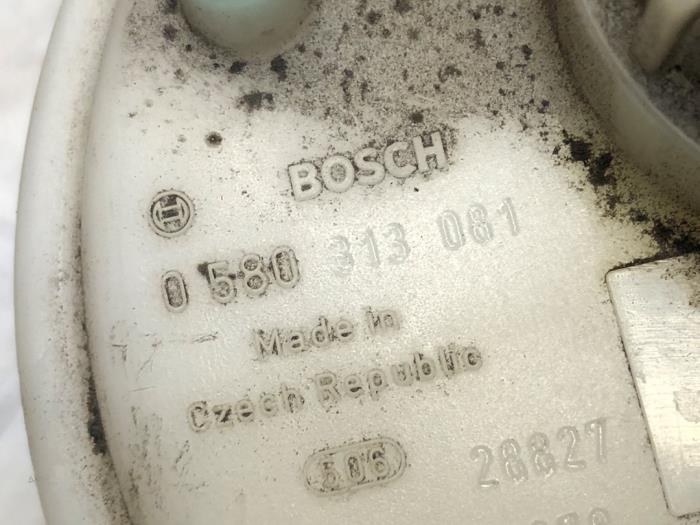 BOSCH
0 580 313 081
Made in
Czech Republic
506
28827